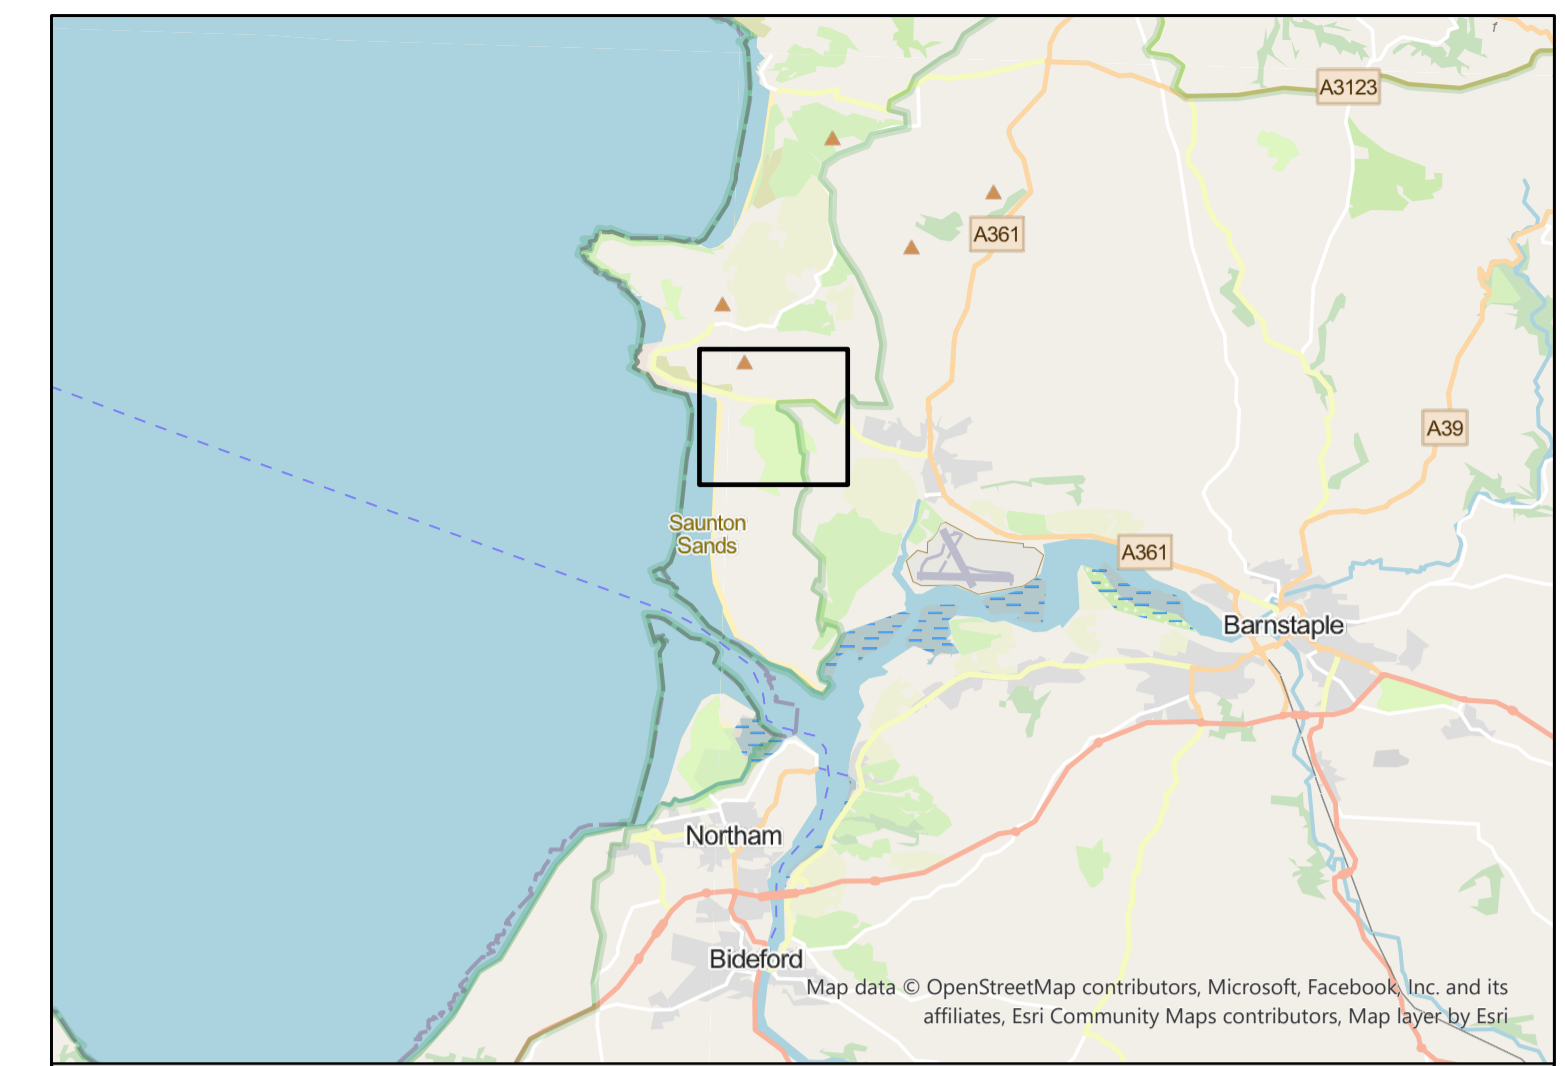 A3123
A361
A39
Saunton
Sands
A361
Barnstaple
Northam
Bideford
Map data © OpenStreetMap contributors, Microsoft, Facebook, Inc. and its
affiliates, Esri Community Maps contributors, Map layer by Esri